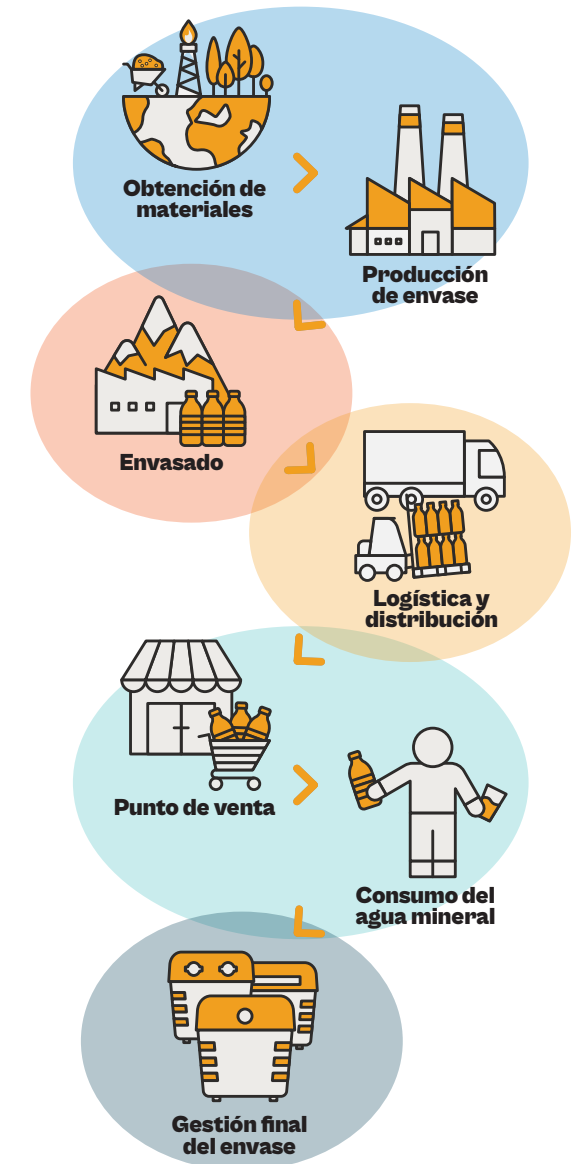 Obtención de
materiales
Producción
de envase
Envasado
Logística y
distribución
Punto de venta
Consumo del
agua mineral
Gestión final
del envase